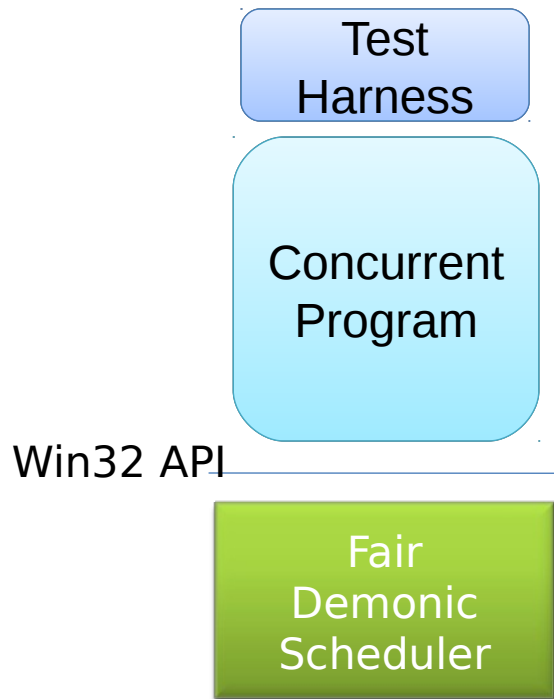 Test
Harness
Concurrent
Program
Win32 API
Fair
Demonic
Scheduler